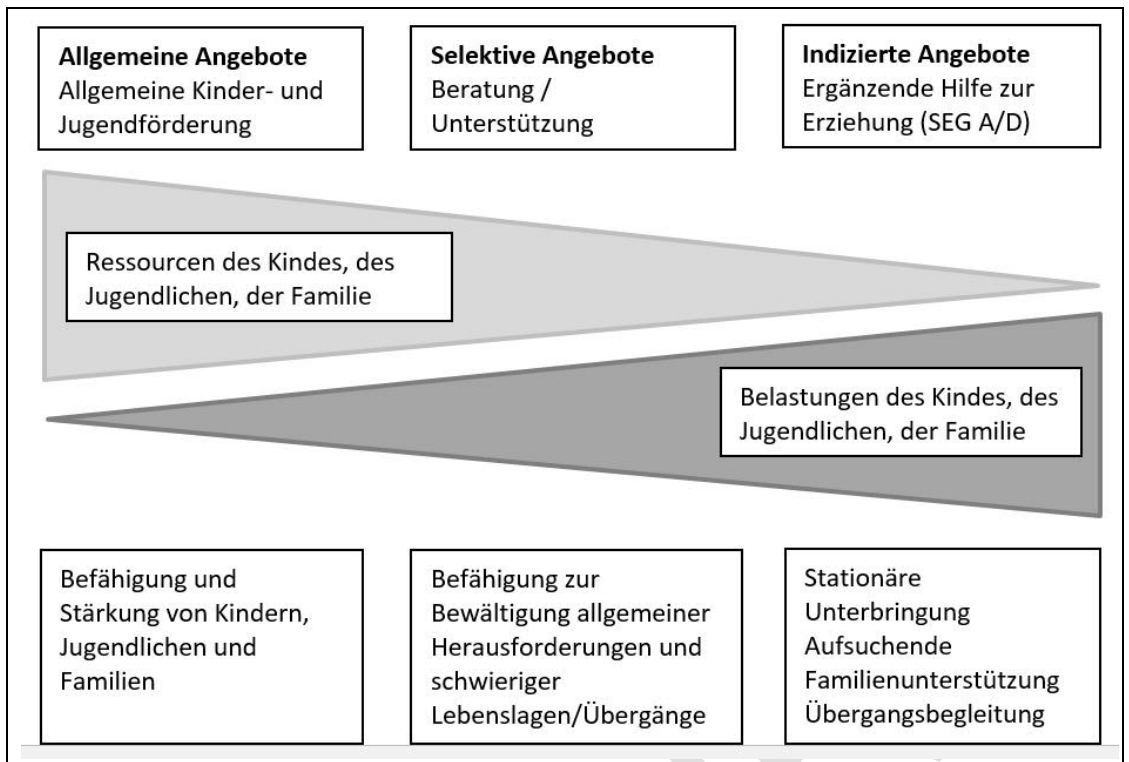 Allgemeine Angebote
Allgemeine Kinder- und
Jugendförderung
Selektive Angebote
Beratung /
Unterstützung
Indizierte Angebote
Ergänzende Hilfe zur
Erziehung (SEG A/D)
Ressourcen des Kindes, des
Jugendlichen, der Familie
Belastungen des Kindes, des
Jugendlichen, der Familie
Befähigung und
Stärkung von Kindern,
Jugendlichen und
Familien
Befähigung zur
Bewältigung allgemeiner
Herausforderungen und
schwieriger
Lebenslagen/Übergänge
Stationäre
Unterbringung
Aufsuchende
Familienunterstützung
Übergangsbegleitung